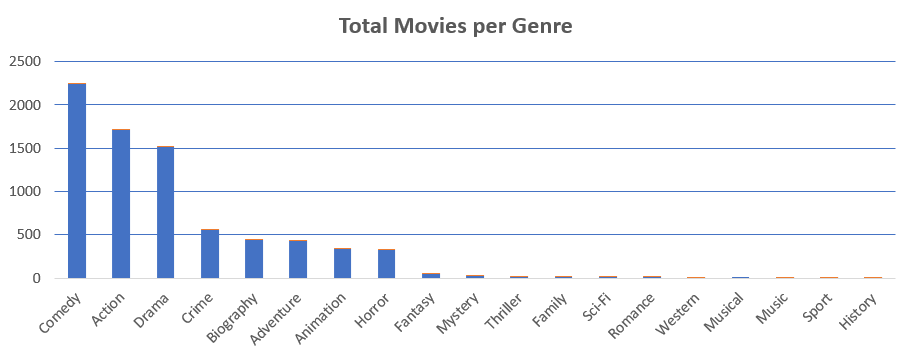 Total Movies per Genre
2500
2000
1500
1000
500
0
Comedy
Action
Drama
Crime
Biography
Adventure
Animation
Horror
Fantasy
Mystery
Thriller
Family
Sci-Fi
Romance
Western
Musical
Music
Sport
History